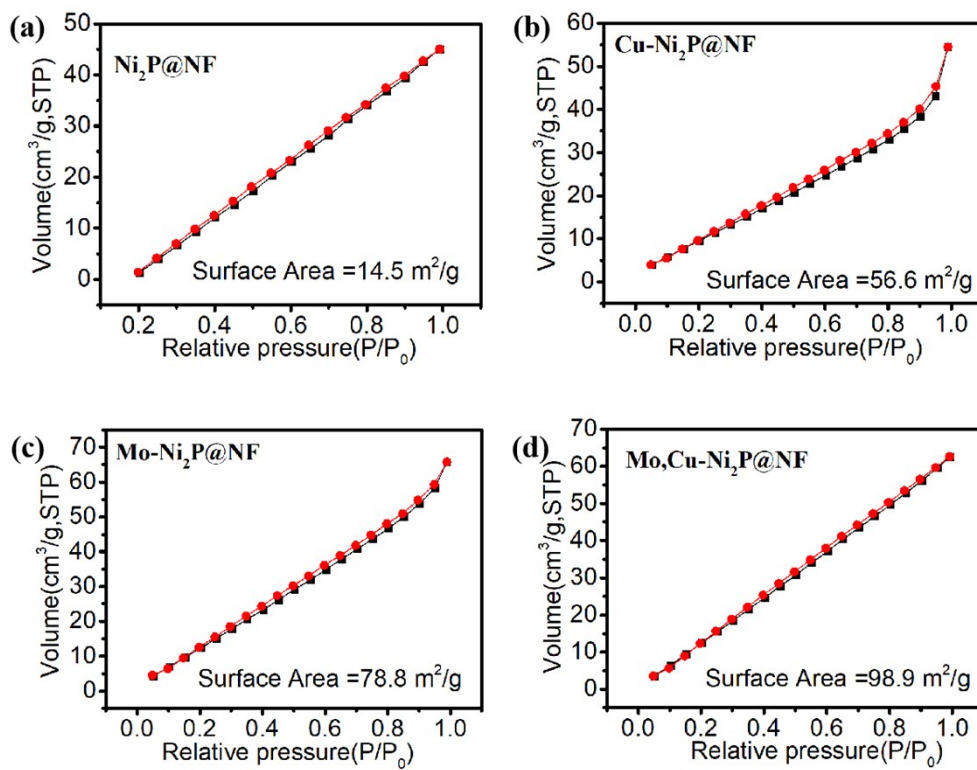 (a)
Ni₂P@NF
50
40
30
20
10
0
Volume(cm³/g,STP)
Surface Area =14.5 m²/g
0.2 0.4 0.6 0.8 1.0
Relative pressure(P/P₀)
(b)
Cu-Ni₂P@NF
60
50
40
30
20
10
0
Volume(cm³/g,STP)
Surface Area =56.6 m²/g
0.0 0.2 0.4 0.6 0.8 1.0
Relative pressure(P/P₀)
(c)
Mo-Ni₂P@NF
70
60
50
40
30
20
10
0
Volume(cm³/g,STP)
Surface Area =78.8 m²/g
0.0 0.2 0.4 0.6 0.8 1.0
Relative pressure(P/P₀)
(d)
Mo,Cu-Ni₂P@NF
70
60
50
40
30
20
10
0
Volume(cm³/g,STP)
Surface Area =98.9 m²/g
0.0 0.2 0.4 0.6 0.8 1.0
Relative pressure(P/P₀)